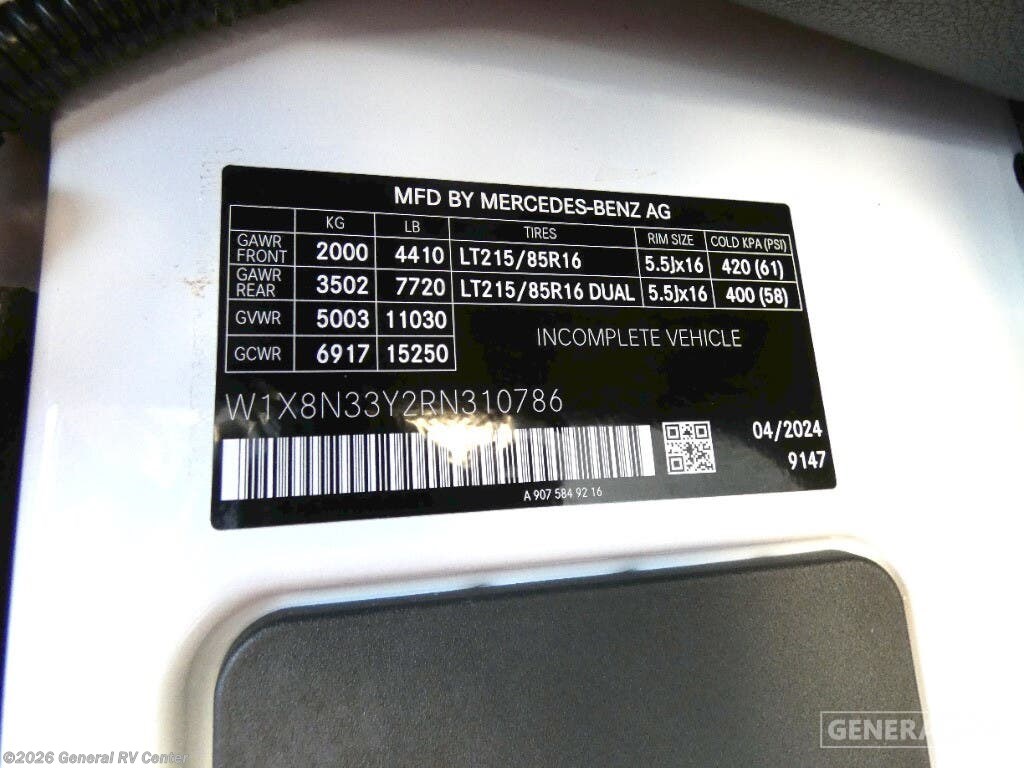 MFD BY MERCEDES-BENZ AG
KG LB TIRES RIM SIZE COLD KPA (PSI)
GAWR FRONT 2000 4410 LT215/85R16 5.5Jx16 420 (61)
GAWR REAR 3502 7720 LT215/85R16 DUAL 5.5Jx16 400 (58)
GVWR 5003 11030
GCWR 6917 15250
INCOMPLETE VEHICLE
W1X8N33Y2RN310786
04/2024
9147
A 907 584 92 16
GENERAL
©2026 General RV Center